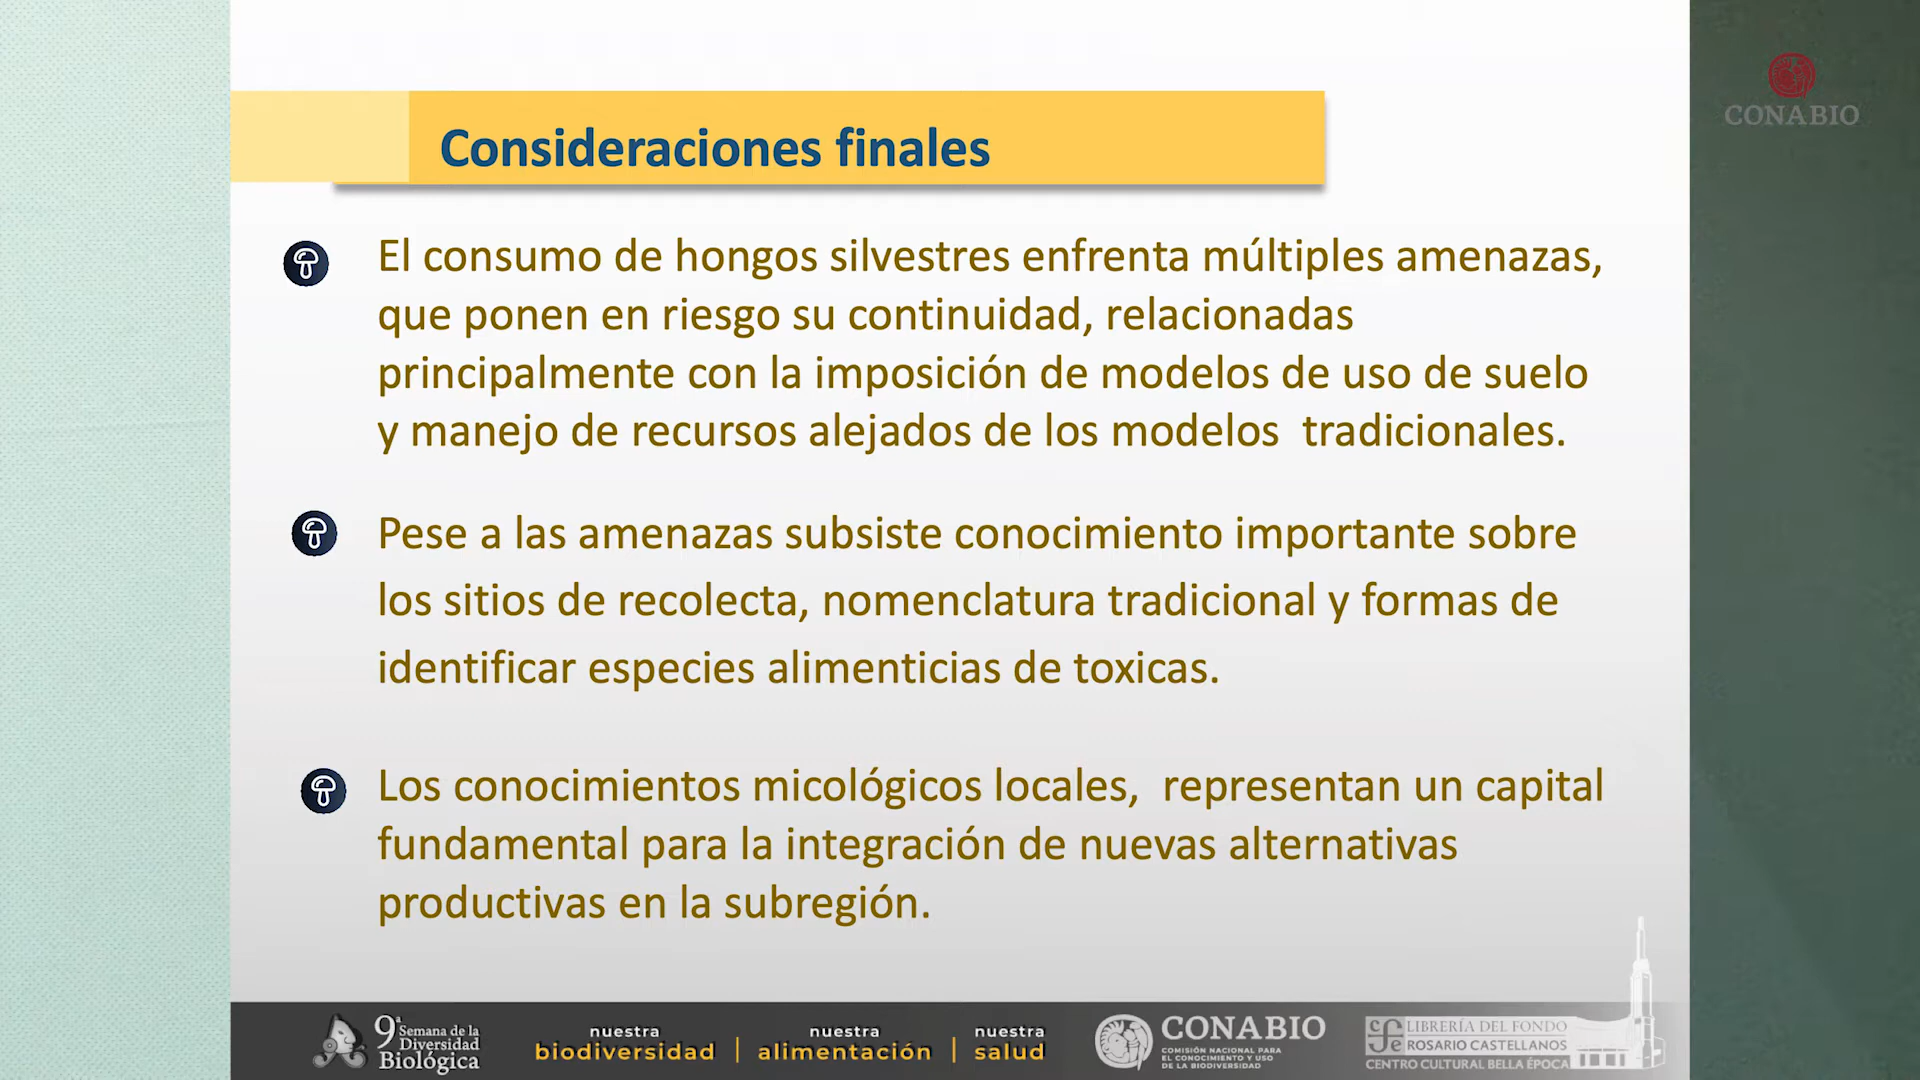 CONABIO
Consideraciones finales
El consumo de hongos silvestres enfrenta múltiples amenazas,
que ponen en riesgo su continuidad, relacionadas
principalmente con la imposición de modelos de uso de suelo
y manejo de recursos alejados de los modelos  tradicionales.
Pese a las amenazas subsiste conocimiento importante sobre
los sitios de recolecta, nomenclatura tradicional y formas de
identificar especies alimenticias de toxicas.
Los conocimientos micológicos locales,  representan un capital
fundamental para la integración de nuevas alternativas
productivas en la subregión.
9a Semana de la
Diversidad
Biológica
nuestra
biodiversidad
nuestra
alimentación
nuestra
salud
CONABIO
COMISIÓN NACIONAL PARA
EL CONOCIMIENTO Y USO
DE LA BIODIVERSIDAD
cfe
LIBRERÍA DEL FONDO
ROSARIO CASTELLANOS
CENTRO CULTURAL BELLA ÉPOCA